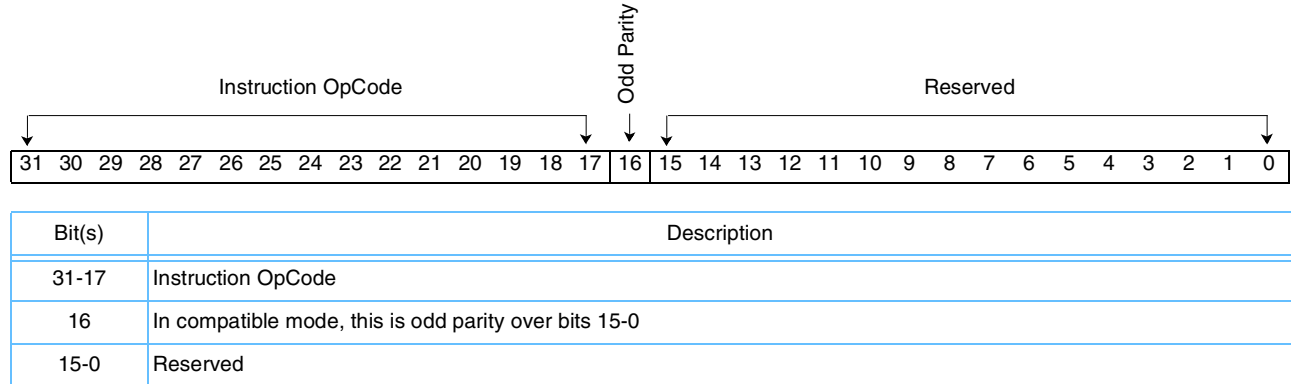 Odd Parity
Instruction OpCode
Reserved
31 30 29 28 27 26 25 24 23 22 21 20 19 18 17 16 15 14 13 12 11 10 9 8 7 6 5 4 3 2 1 0
Bit(s) Description
31-17 Instruction OpCode
16 In compatible mode, this is odd parity over bits 15-0
15-0 Reserved